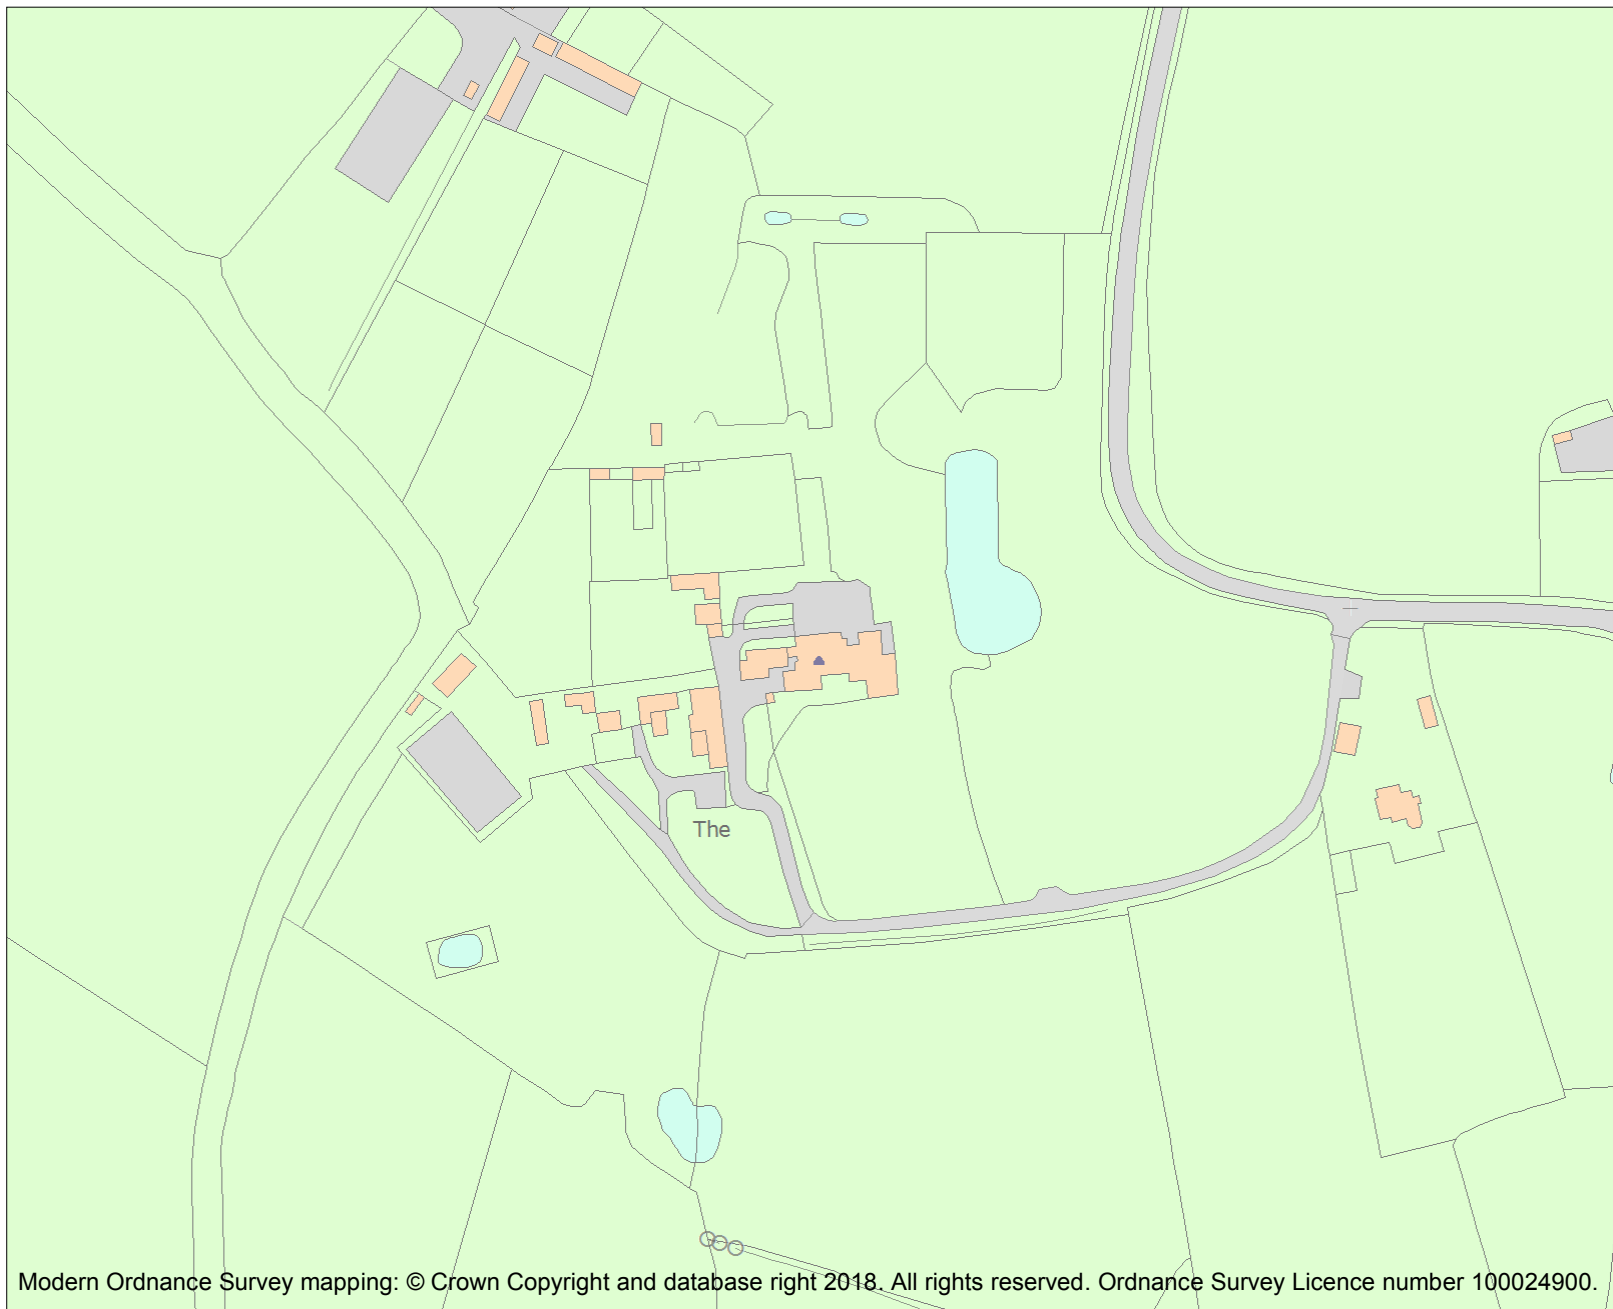 The
Modern Ordnance Survey mapping: © Crown Copyright and database right 2018. All rights reserved. Ordnance Survey Licence number 100024900.